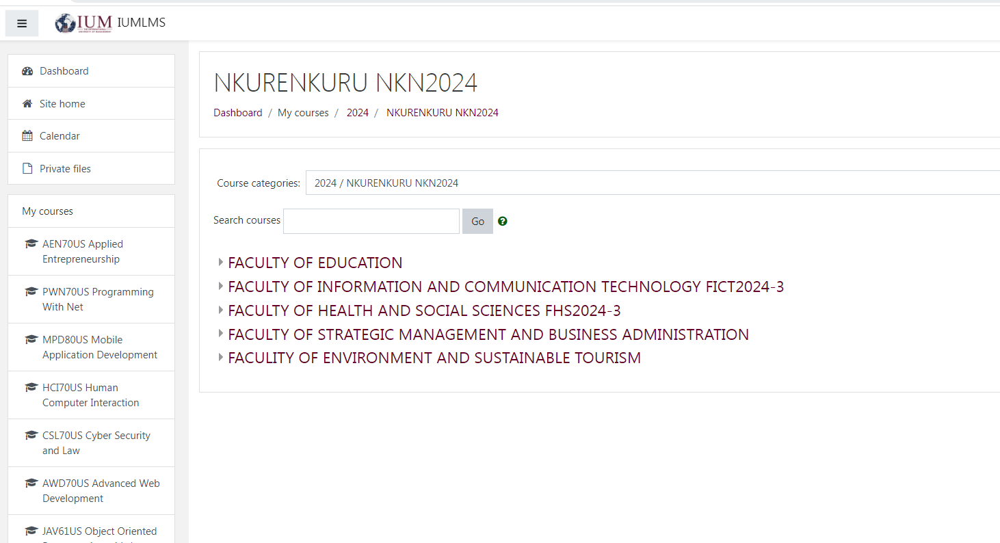 IUM
IUMLMS
Dashboard
Site home
Calendar
Private files
My courses
AEN70US Applied
Entrepreneurship
PWN70US Programming
With Net
MPD80US Mobile
Application Development
HCI70US Human
Computer Interaction
CSL70US Cyber Security
and Law
AWD70US Advanced Web
Development
JAV61US Object Oriented
NKURENKURU NKN2024
Dashboard / My courses / 2024 / NKURENKURU NKN2024
Course categories: 2024 / NKURENKURU NKN2024
Search courses Go
FACULTY OF EDUCATION
FACULTY OF INFORMATION AND COMMUNICATION TECHNOLOGY FICT2024-3
FACULTY OF HEALTH AND SOCIAL SCIENCES FHS2024-3
FACULTY OF STRATEGIC MANAGEMENT AND BUSINESS ADMINISTRATION
FACULITY OF ENVIRONMENT AND SUSTAINABLE TOURISM